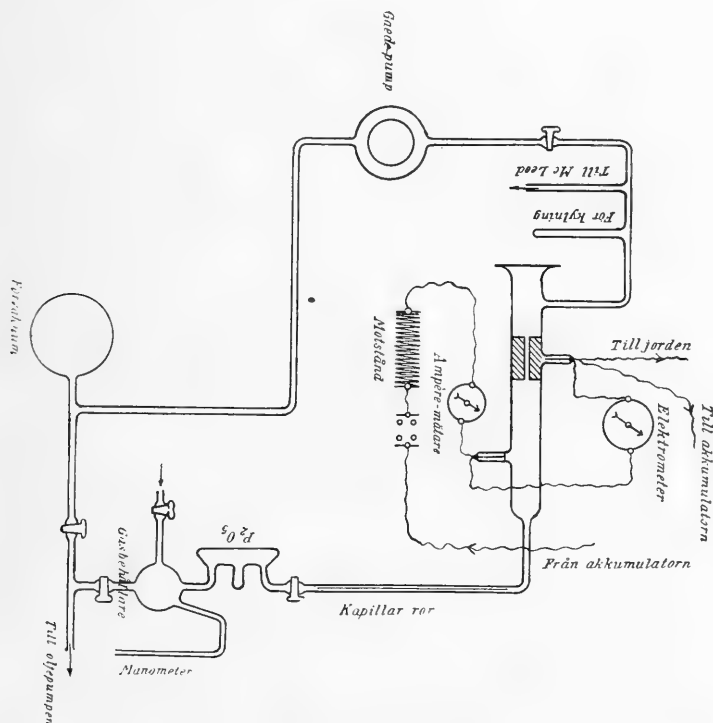 Gaede-pump
Till Mc Leod
För kylning
Förvakuum
Motstånd
Ampère-mätare
Till jorden
Till akkumulatorn
Elektrometer
P₂O₅
Gasbehållare
Från akkumulatorn
Kapillar rör
Manometer
Till oljepumpen